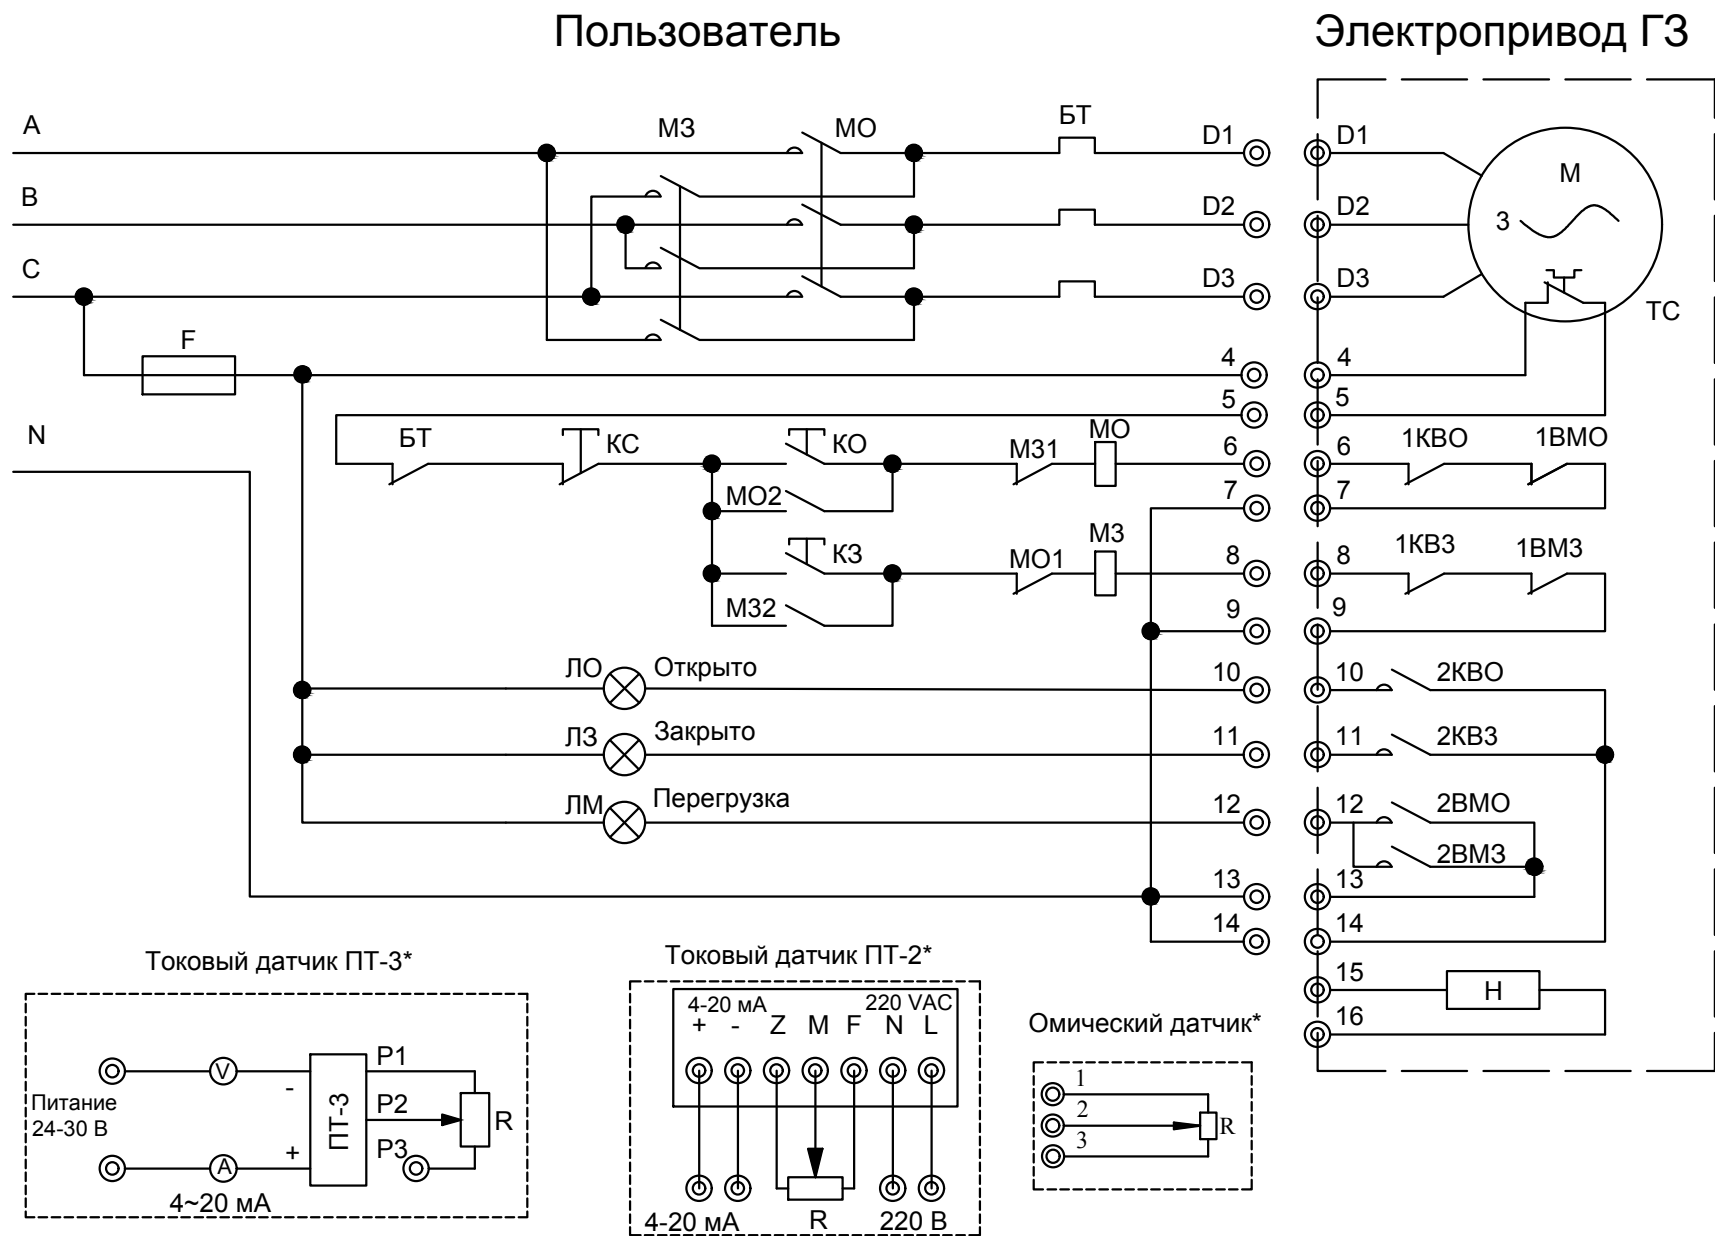 Пользователь
Электропривод ГЗ
A
МЗ
МО
БТ
D1
D1
M
B
D2
D2
3
C
D3
D3
ТС
F
4
4
5
5
N
БТ
КС
КО
МЗ1
МО
6
6
1КВО
1ВМО
МО2
7
7
КЗ
МО1
МЗ
8
8
1КВЗ
1ВМЗ
МЗ2
9
9
ЛО
Открыто
10
10
2КВО
ЛЗ
Закрыто
11
11
2КВЗ
ЛМ
Перегрузка
12
12
2ВМО
2ВМЗ
13
13
14
14
15
H
16
Токовый датчик ПТ-3*
P1
V
-
Питание
24-30 В
ПТ-3
P2
R
+
P3
A
4~20 мА
Токовый датчик ПТ-2*
4-20 мА
220 VAC
+ - Z M F N L
4-20 мА
R
220 В
Омический датчик*
1
2
3
R